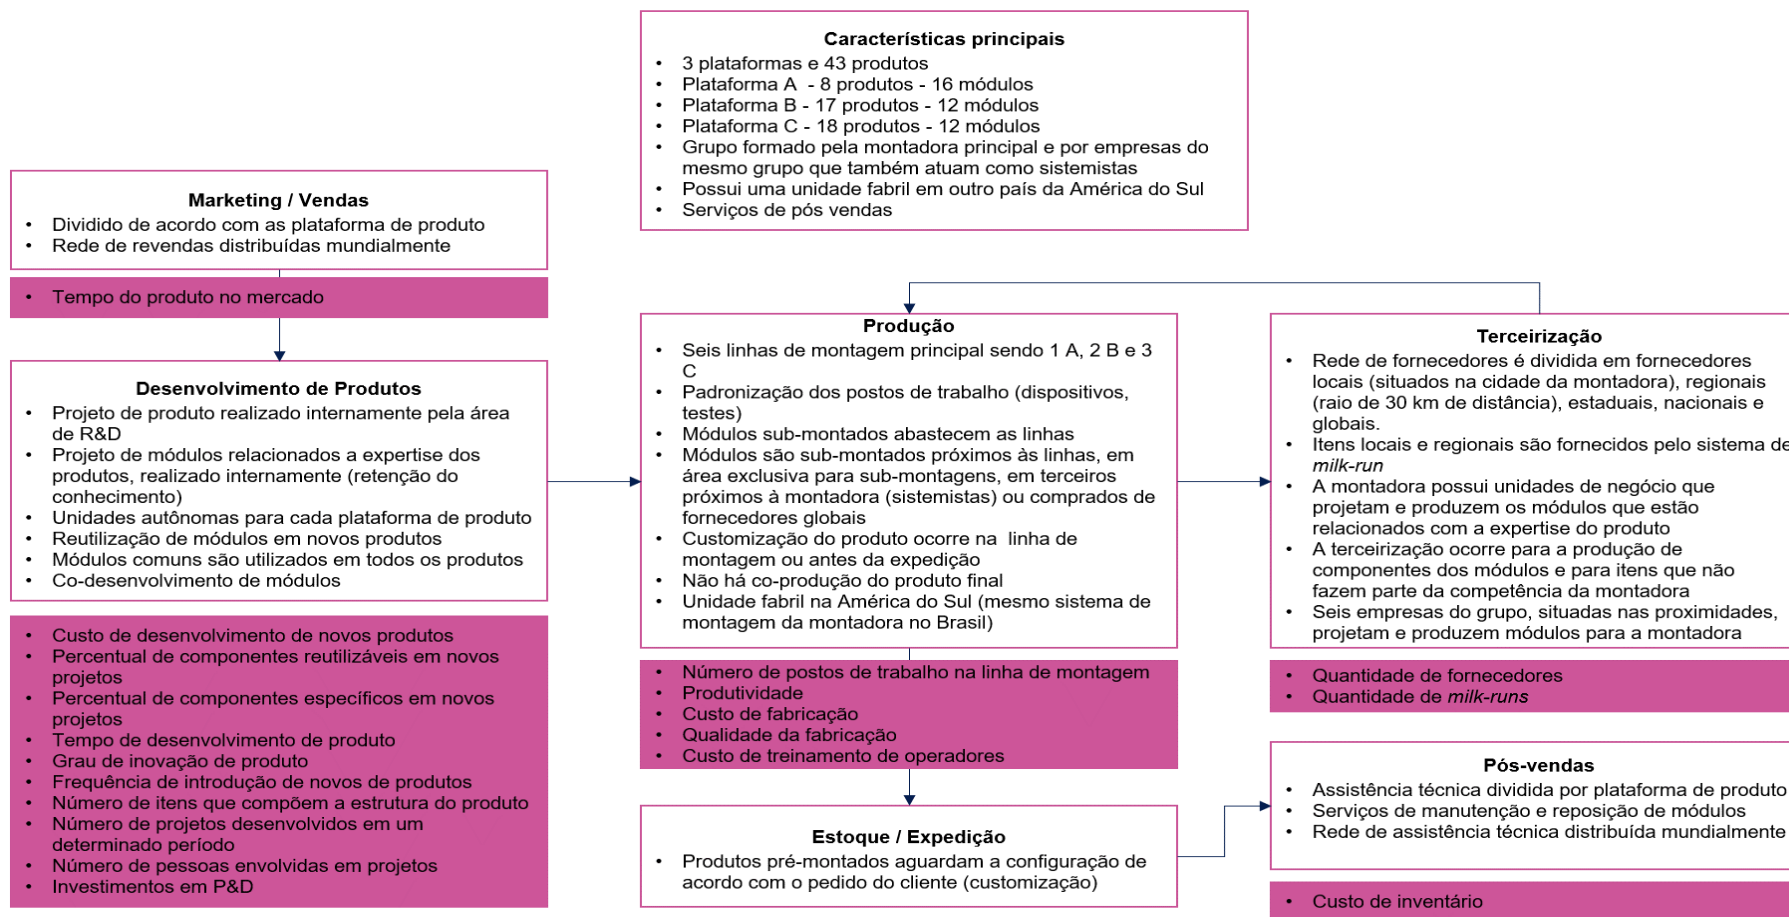 Características principais
• 3 plataformas e 43 produtos
• Plataforma A - 8 produtos - 16 módulos
• Plataforma B - 17 produtos - 12 módulos
• Plataforma C - 18 produtos - 12 módulos
• Grupo formado pela montadora principal e por empresas do
mesmo grupo que também atuam como sistemistas
• Possui uma unidade fabril em outro país da América do Sul
• Serviços de pós vendas
Marketing / Vendas
• Dividido de acordo com as plataforma de produto
• Rede de revendas distribuídas mundialmente
• Tempo do produto no mercado
Desenvolvimento de Produtos
• Projeto de produto realizado internamente pela área
de R&D
• Projeto de módulos relacionados a expertise dos
produtos, realizado internamente (retenção do
conhecimento)
• Unidades autônomas para cada plataforma de produto
• Reutilização de módulos em novos produtos
• Módulos comuns são utilizados em todos os produtos
• Co-desenvolvimento de módulos
• Custo de desenvolvimento de novos produtos
• Percentual de componentes reutilizáveis em novos
projetos
• Percentual de componentes específicos em novos
projetos
• Tempo de desenvolvimento de produto
• Grau de inovação de produto
• Frequência de introdução de novos de produtos
• Número de itens que compõem a estrutura do produto
• Número de projetos desenvolvidos em um
determinado período
• Número de pessoas envolvidas em projetos
• Investimentos em P&D
Produção
• Seis linhas de montagem principal sendo 1 A, 2 B e 3
C
• Padronização dos postos de trabalho (dispositivos,
testes)
• Módulos sub-montados abastecem as linhas
• Módulos são sub-montados próximos às linhas, em
área exclusiva para sub-montagens, em terceiros
próximos à montadora (sistemistas) ou comprados de
fornecedores globais
• Customização do produto ocorre na linha de
montagem ou antes da expedição
• Não há co-produção do produto final
• Unidade fabril na América do Sul (mesmo sistema de
montagem da montadora no Brasil)
• Número de postos de trabalho na linha de montagem
• Produtividade
• Custo de fabricação
• Qualidade da fabricação
• Custo de treinamento de operadores
Estoque / Expedição
• Produtos pré-montados aguardam a configuração de
acordo com o pedido do cliente (customização)
Terceirização
• Rede de fornecedores é dividida em fornecedores
locais (situados na cidade da montadora), regionais
(raio de 30 km de distância), estaduais, nacionais e
globais.
• Itens locais e regionais são fornecidos pelo sistema de
milk-run
• A montadora possui unidades de negócio que
projetam e produzem os módulos que estão
relacionados com a expertise do produto
• A terceirização ocorre para a produção de
componentes dos módulos e para itens que não
fazem parte da competência da montadora
• Seis empresas do grupo, situadas nas proximidades,
projetam e produzem módulos para a montadora
• Quantidade de fornecedores
• Quantidade de milk-runs
Pós-vendas
• Assistência técnica dividida por plataforma de produto
• Serviços de manutenção e reposição de módulos
• Rede de assistência técnica distribuída mundialmente
• Custo de inventário